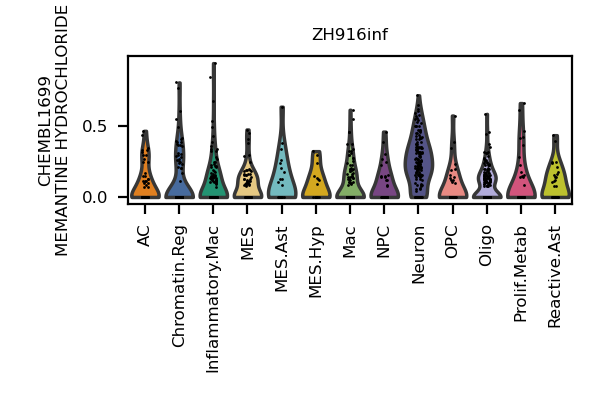 ZH916inf
CHEMBL1699
MEMANTINE HYDROCHLORIDE
0.5
0.0
AC
Chromatin.Reg
Inflammatory.Mac
MES
MES.Ast
MES.Hyp
Mac
NPC
Neuron
OPC
Oligo
Prolif.Metab
Reactive.Ast